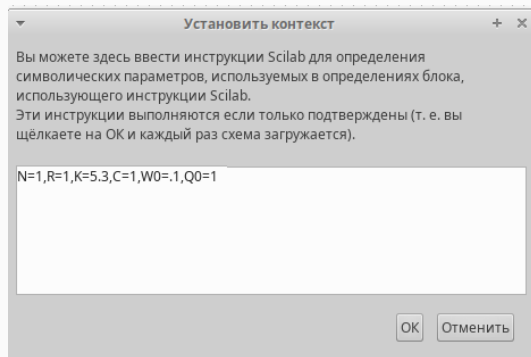 Установить контекст
Вы можете здесь ввести инструкции Scilab для определения
символических параметров, используемых в определениях блока,
использующего инструкции Scilab.
Эти инструкции выполняются если только подтверждены (т. е. вы
щёлкаете на ОК и каждый раз схема загружается).
N=1,R=1,K=5.3,C=1,W0=.1,Q0=1
ОК
Отменить